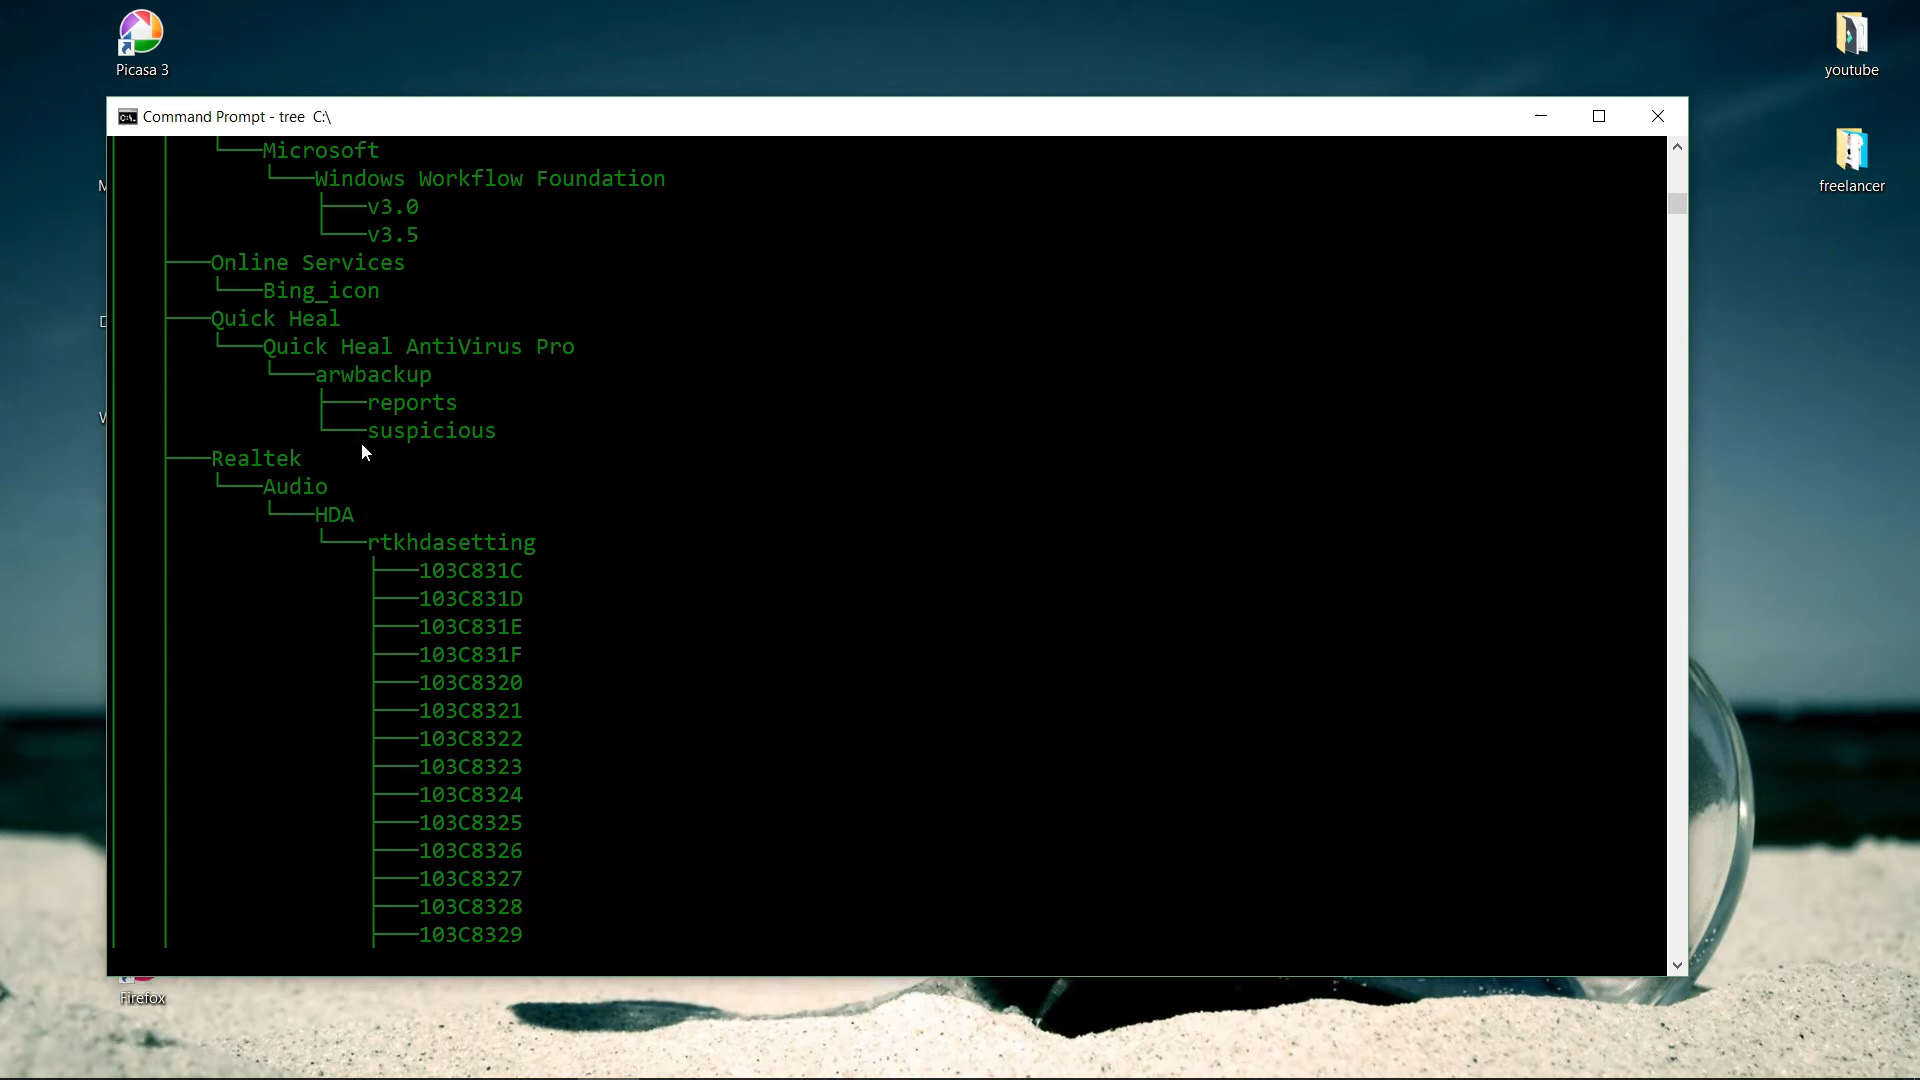 Picasa 3
youtube
freelancer
Command Prompt - tree C:\
Microsoft
Windows Workflow Foundation
v3.0
v3.5
Online Services
Bing_icon
Quick Heal
Quick Heal AntiVirus Pro
arwbackup
reports
suspicious
Realtek
Audio
HDA
rtkhdasetting
103C831C
103C831D
103C831E
103C831F
103C8320
103C8321
103C8322
103C8323
103C8324
103C8325
103C8326
103C8327
103C8328
103C8329
Firefox